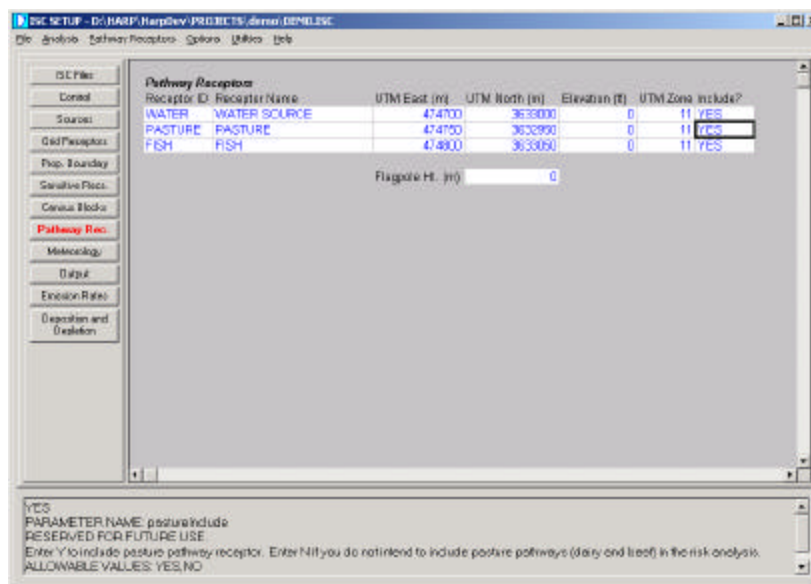 ISC SETUP - D:\HARP\HarpDev\PROJECTS\demo\DEMO.ISC
File Analysis Pathway Receptors Options Utilities Help
ISC Files
Control
Sources
Grid Receptors
Prop. Boundary
Sensitive Recs.
Census Blocks
Pathway Rec.
Meteorology
Output
Emission Rates
Deposition and
Depletion
Pathway Receptors
Receptor ID Receptor Name UTM East (m) UTM North (m) Elevation (ft) UTM Zone Include?
WATER WATER SOURCE 474700 3633000 0 11 YES
PASTURE PASTURE 474750 3632950 0 11 YES
FISH FISH 474800 3633050 0 11 YES
Flagpole Ht. (m) 0
YES
PARAMETER NAME: pastureinclude
RESERVED FOR FUTURE USE
Enter Y to include pasture pathway receptor. Enter N if you do not intend to include pasture pathways (dairy and beef) in the risk analysis.
ALLOWABLE VALUES: YES,NO